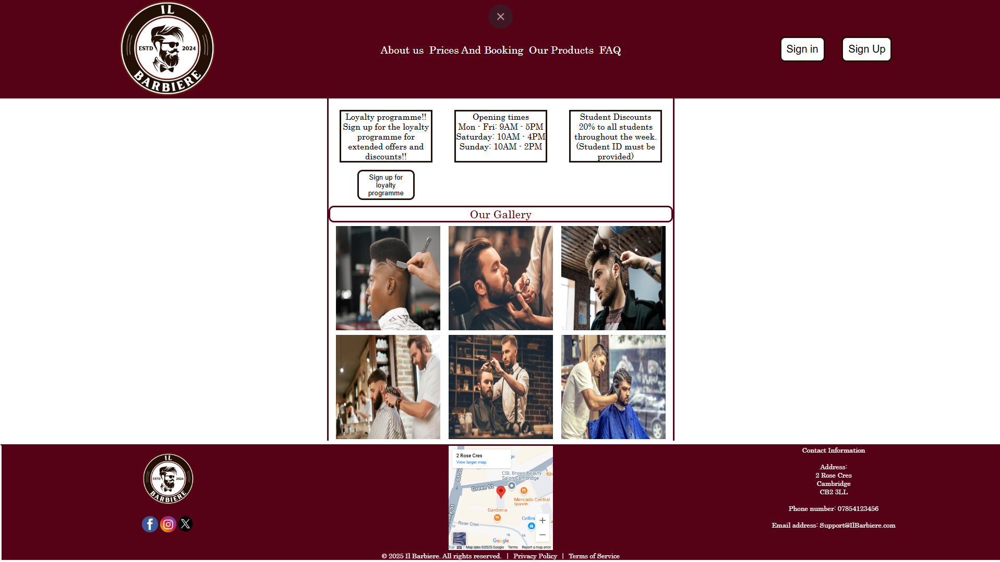 IL
ESTD 2024
BARBIERE
About us Prices And Booking Our Products FAQ
Sign in
Sign Up
Loyalty programme!!
Sign up for the loyalty
programme for
extended offers and
discounts!!
Sign up for
loyalty
programme
Opening times
Mon - Fri: 9AM - 5PM
Saturday: 10AM - 4PM
Sunday: 10AM - 2PM
Student Discounts
20% to all students
throughout the week.
(Student ID must be
provided)
Our Gallery
IL
ESTD 2024
BARBIERE
2 Rose Cres
View larger map
CSL Brows Beauty
Salon Cambridge
Green St
Mercado Central
Spanish
Gardenia
Cellini
Rose Cres
10
16
4A
Google
Map data ©2025 Google Terms Report a map error
Contact Information
Address:
2 Rose Cres
Cambridge
CB2 3LL
Phone number: 07854123456
Email address: Support@IlBarbiere.com
© 2025 Il Barbiere. All rights reserved. | Privacy Policy | Terms of Service